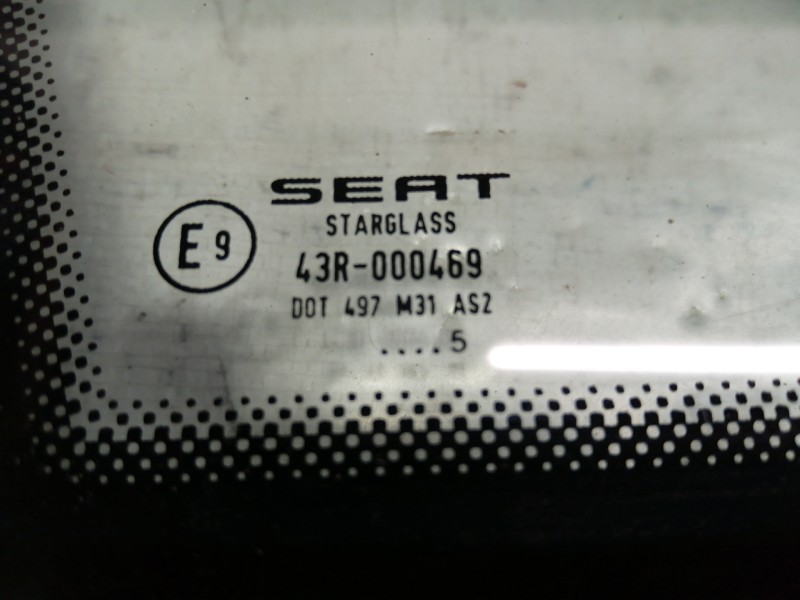 SEAT
STARGLASS
E9
43R-000469
DOT 497 M31 AS2
....5